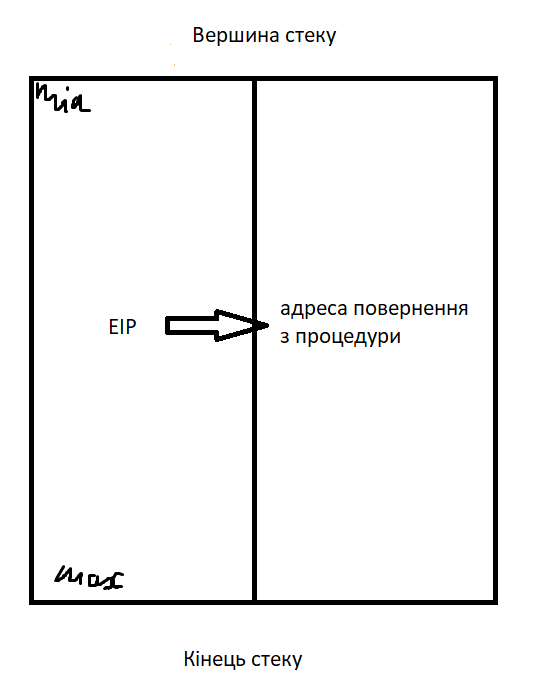 Вершина стеку
min
EIP
адреса повернення
з процедури
max
Кінець стеку